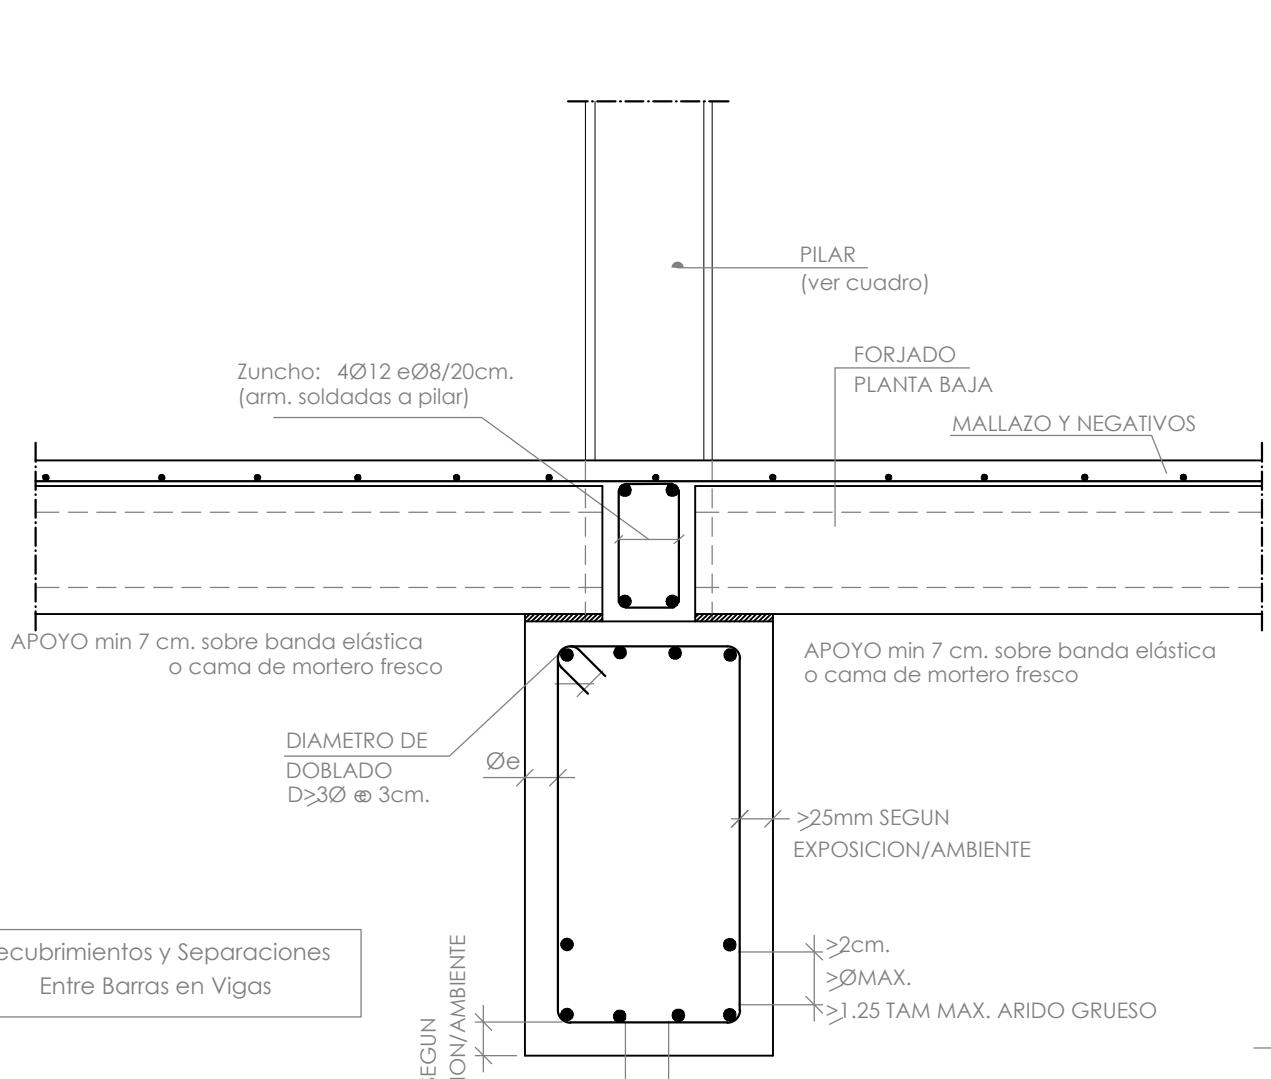 PILAR
(ver cuadro)
FORJADO
PLANTA BAJA
Zuncho: 4Ø12 eØ8/20cm.
(arm. soldadas a pilar)
MALLAZO Y NEGATIVOS
APOYO min 7 cm. sobre banda elástica
o cama de mortero fresco
APOYO min 7 cm. sobre banda elástica
o cama de mortero fresco
DIAMETRO DE
DOBLADO
D≥3Ø 3cm.
Øe
≥25mm SEGUN
EXPOSICION/AMBIENTE
ecubrimientos y Separaciones
Entre Barras en Vigas
≥2cm.
≥ØMAX.
≥1.25 TAM MAX. ARIDO GRUESO
SEGUN
ION/AMBIENTE